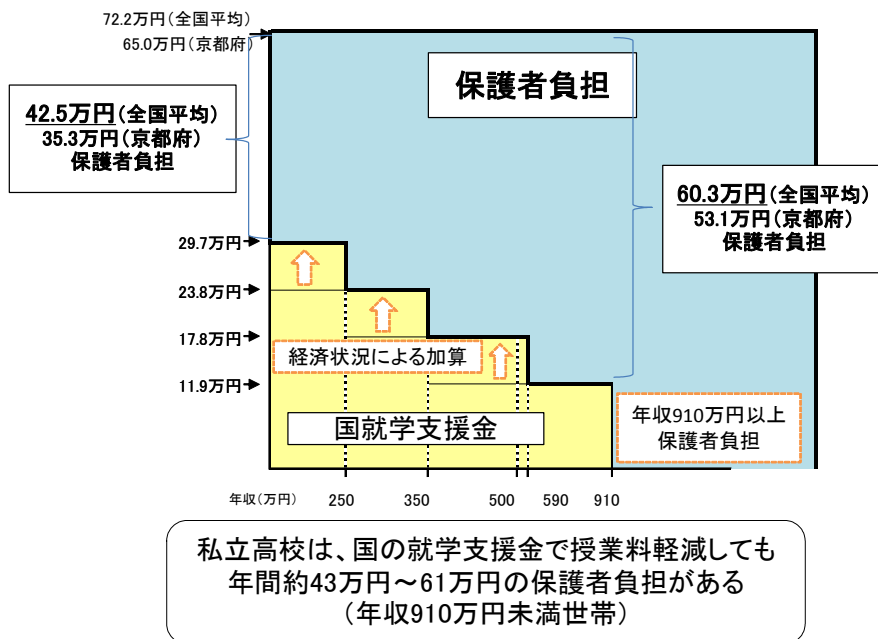 72.2万円(全国平均)
65.0万円(京都府)
保護者負担
42.5万円(全国平均)
35.3万円(京都府)
保護者負担
60.3万円(全国平均)
53.1万円(京都府)
保護者負担
29.7万円
23.8万円
17.8万円
経済状況による加算
11.9万円
年収910万円以上
保護者負担
国就学支援金
年収(万円) 250 350 500 590 910
私立高校は、国の就学支援金で授業料軽減しても
年間約43万円～61万円の保護者負担がある
(年収910万円未満世帯)